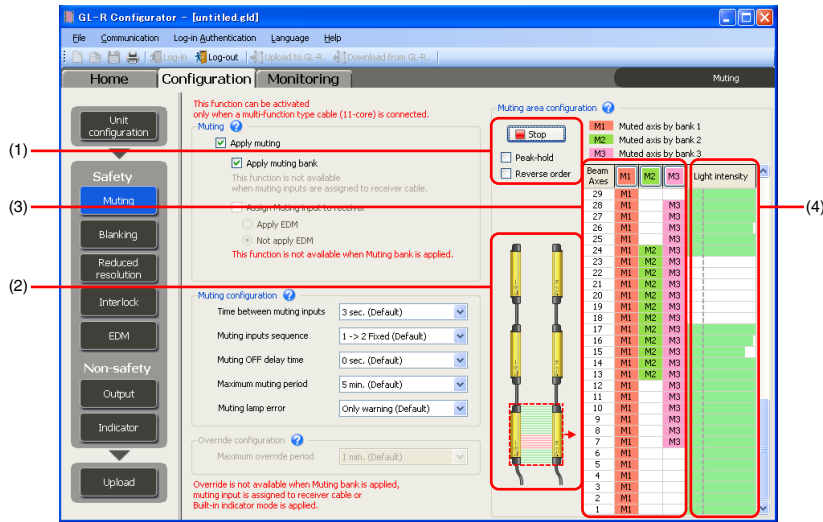 GL-R Configurator - [untitled.gld]
File Communication Log-in Authentication Language Help
Log-in Log-out Upload to GL-R. Download from GL-R.
Home Configuration Monitoring Muting
Unit
configuration
Safety
Muting
Blanking
Reduced
resolution
Interlock
EDM
Non-safety
Output
Indicator
Upload
This function can be activated
only when a multi-function type cable (11-core) is connected.
Muting
Apply muting
Apply muting bank
This function is not available
when muting inputs are assigned to receiver cable.
Assign Muting input to receiver
Apply EDM
Not apply EDM
This function is not available when Muting bank is applied.
Muting configuration
Time between muting inputs 3 sec. (Default)
Muting inputs sequence 1 -> 2 Fixed (Default)
Muting OFF delay time 0 sec. (Default)
Maximum muting period 5 min. (Default)
Muting lamp error Only warning (Default)
Override configuration
Maximum override period 1 min. (Default)
Override is not available when Muting bank is applied,
muting input is assigned to receiver cable or
Built-in indicator mode is applied.
Muting area configuration
Stop
Peak-hold
Reverse order
M1 Muted axis by bank 1
M2 Muted axis by bank 2
M3 Muted axis by bank 3
Beam
Axes M1 M2 M3 Light intensity
29 M1
28 M1 M3
27 M1 M3
26 M1 M3
25 M1 M3
24 M1 M2 M3
23 M1 M2 M3
22 M1 M2 M3
21 M1 M2 M3
20 M1 M2 M3
19 M1 M2 M3
18 M1 M2 M3
17 M1 M2 M3
16 M1 M2 M3
15 M1 M2 M3
14 M1 M2 M3
13 M1 M2 M3
12 M1 M3
11 M1 M3
10 M1 M3
9 M1 M3
8 M1 M3
7 M1 M3
6 M1
5 M1
4 M1
3 M1
2 M1
1 M1
(1)
(3)
(2)
(4)